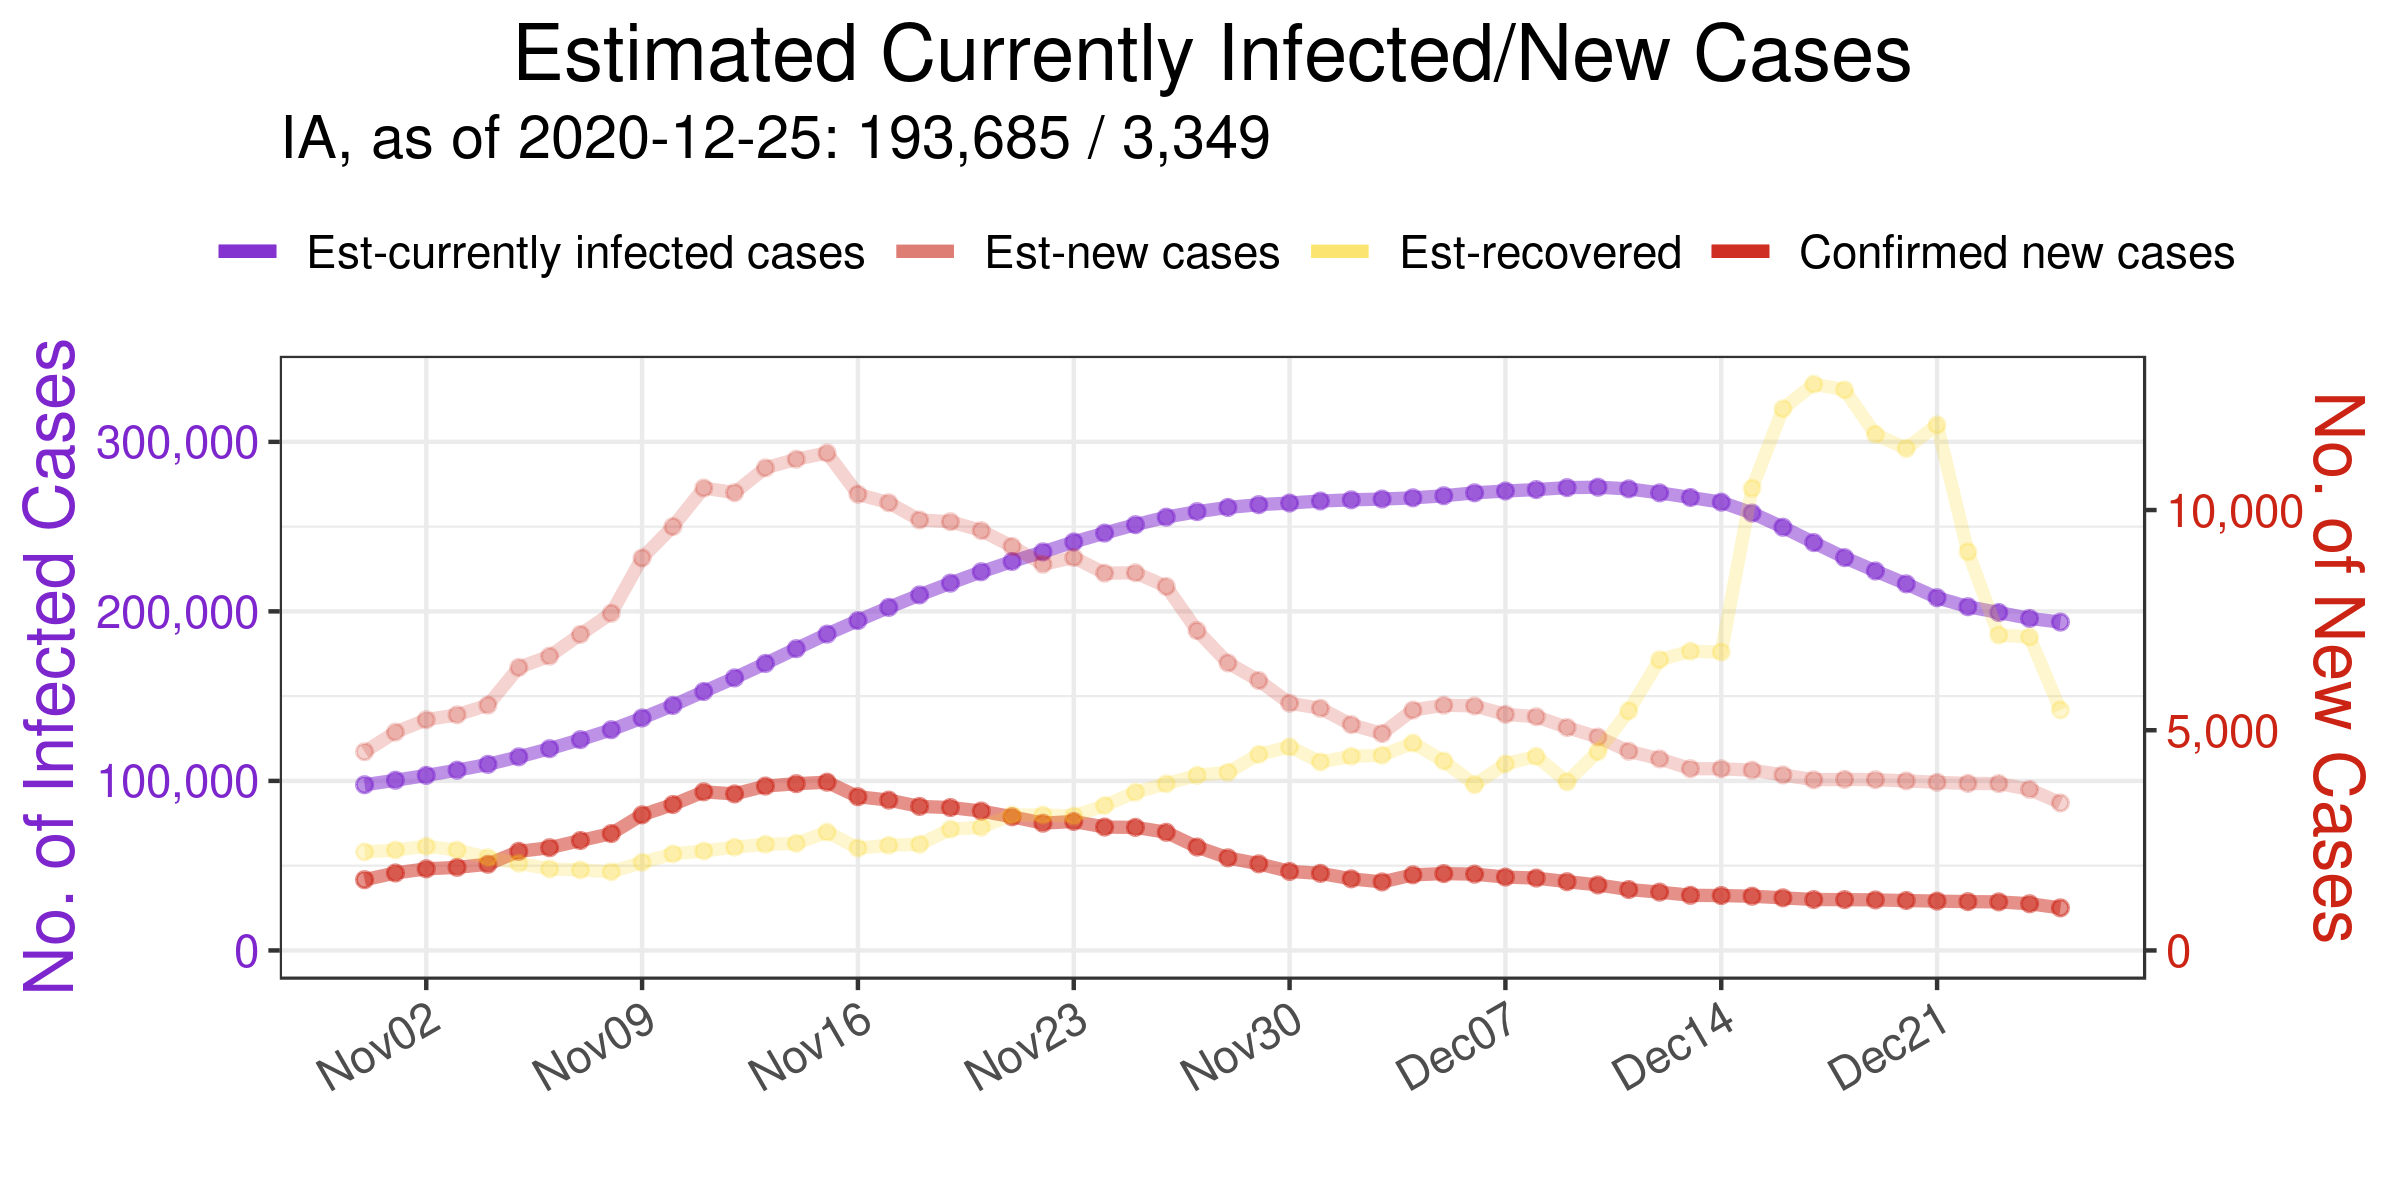 Estimated Currently Infected/New Cases
IA, as of 2020-12-25: 193,685 / 3,349
Est-currently infected cases Est-new cases Est-recovered Confirmed new cases
No. of Infected Cases
300,000
200,000
100,000
0
10,000
5,000
0
No. of New Cases
Nov02 Nov09 Nov16 Nov23 Nov30 Dec07 Dec14 Dec21